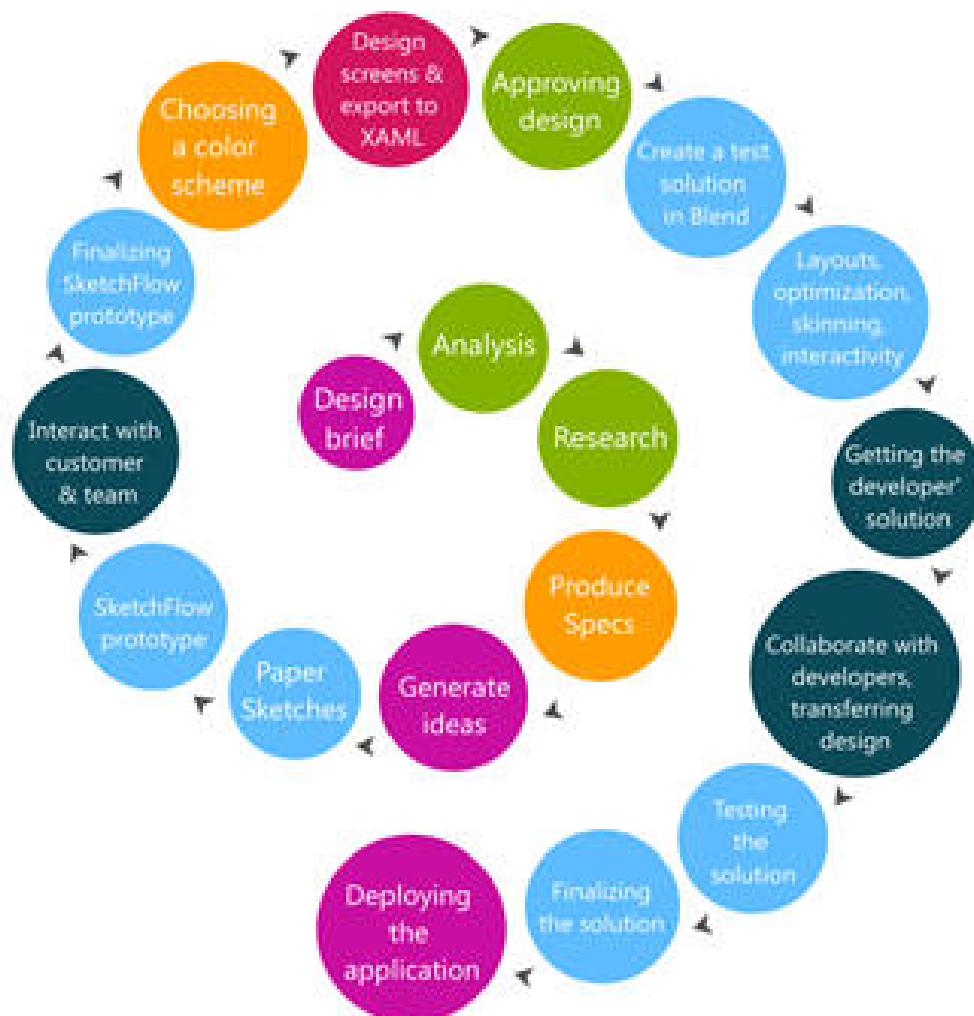 Design
brief
Analysis
Research
Produce
Specs
Generate
ideas
Paper
Sketches
SketchFlow
prototype
Interact with
customer
& team
Finalizing
SketchFlow
prototype
Choosing
a color
scheme
Design
screens &
export to
XAML
Approving
design
Create a test
solution
in Blend
Layouts,
optimization,
skinning,
interactivity
Getting the
developer'
solution
Collaborate with
developers,
transferring
design
Testing
the
solution
Finalizing
the solution
Deploying
the
application